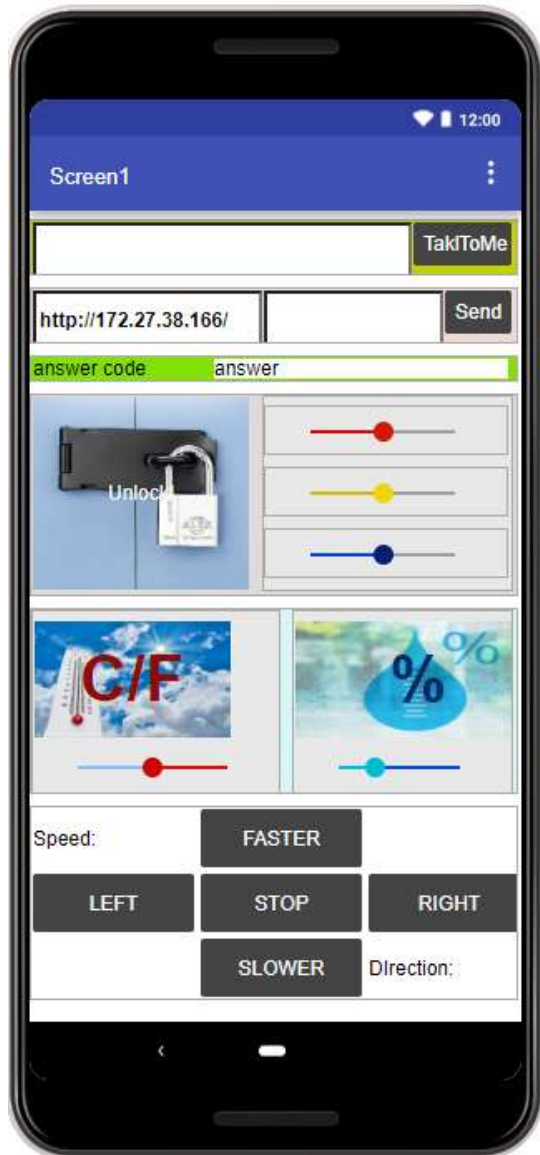 12:00
Screen1
TaklToMe
http://172.27.38.166/ Send
answer code answer
Unlock
C/F % %
Speed: FASTER
LEFT STOP RIGHT
SLOWER DIrection: